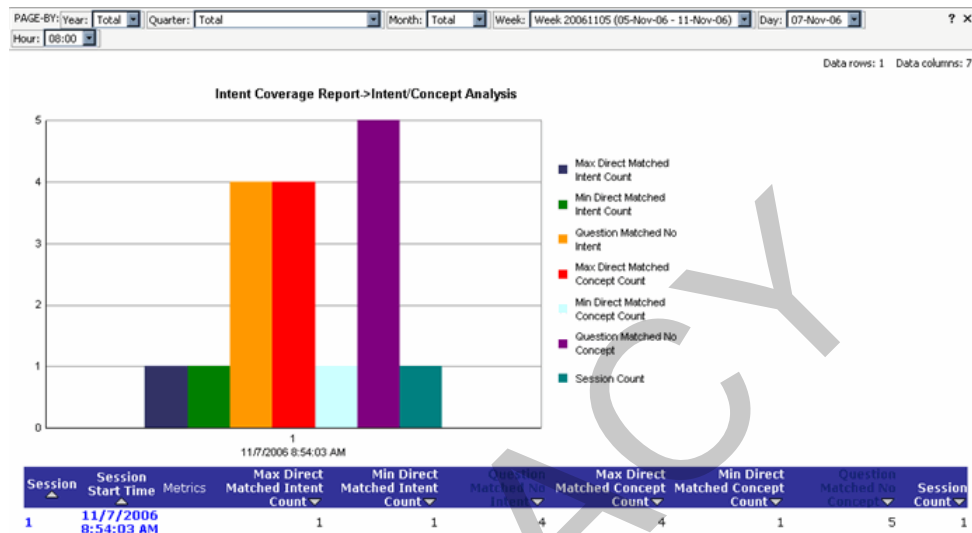 PAGE-BY: Year: Total Quarter: Total Month: Total Week: Week 20061105 (05-Nov-06 - 11-Nov-06) Day: 07-Nov-06 ? ×
Hour: 08:00
Data rows: 1 Data columns: 7
Intent Coverage Report->Intent/Concept Analysis
5
4
3
2
1
0
1
11/7/2006 8:54:03 AM
Max Direct Matched
Intent Count
Min Direct Matched
Intent Count
Question Matched No
Intent
Max Direct Matched
Concept Count
Min Direct Matched
Concept Count
Question Matched No
Concept
Session Count
Session
Session
Start Time
Metrics
Max Direct
Matched Intent
Count
Min Direct
Matched Intent
Count
Question
Matched No
Intent
Max Direct
Matched Concept
Count
Min Direct
Matched Concept
Count
Question
Matched No
Concept
Session
Count
1
11/7/2006
8:54:03 AM
1 1 4 4 1 5 1
ACY